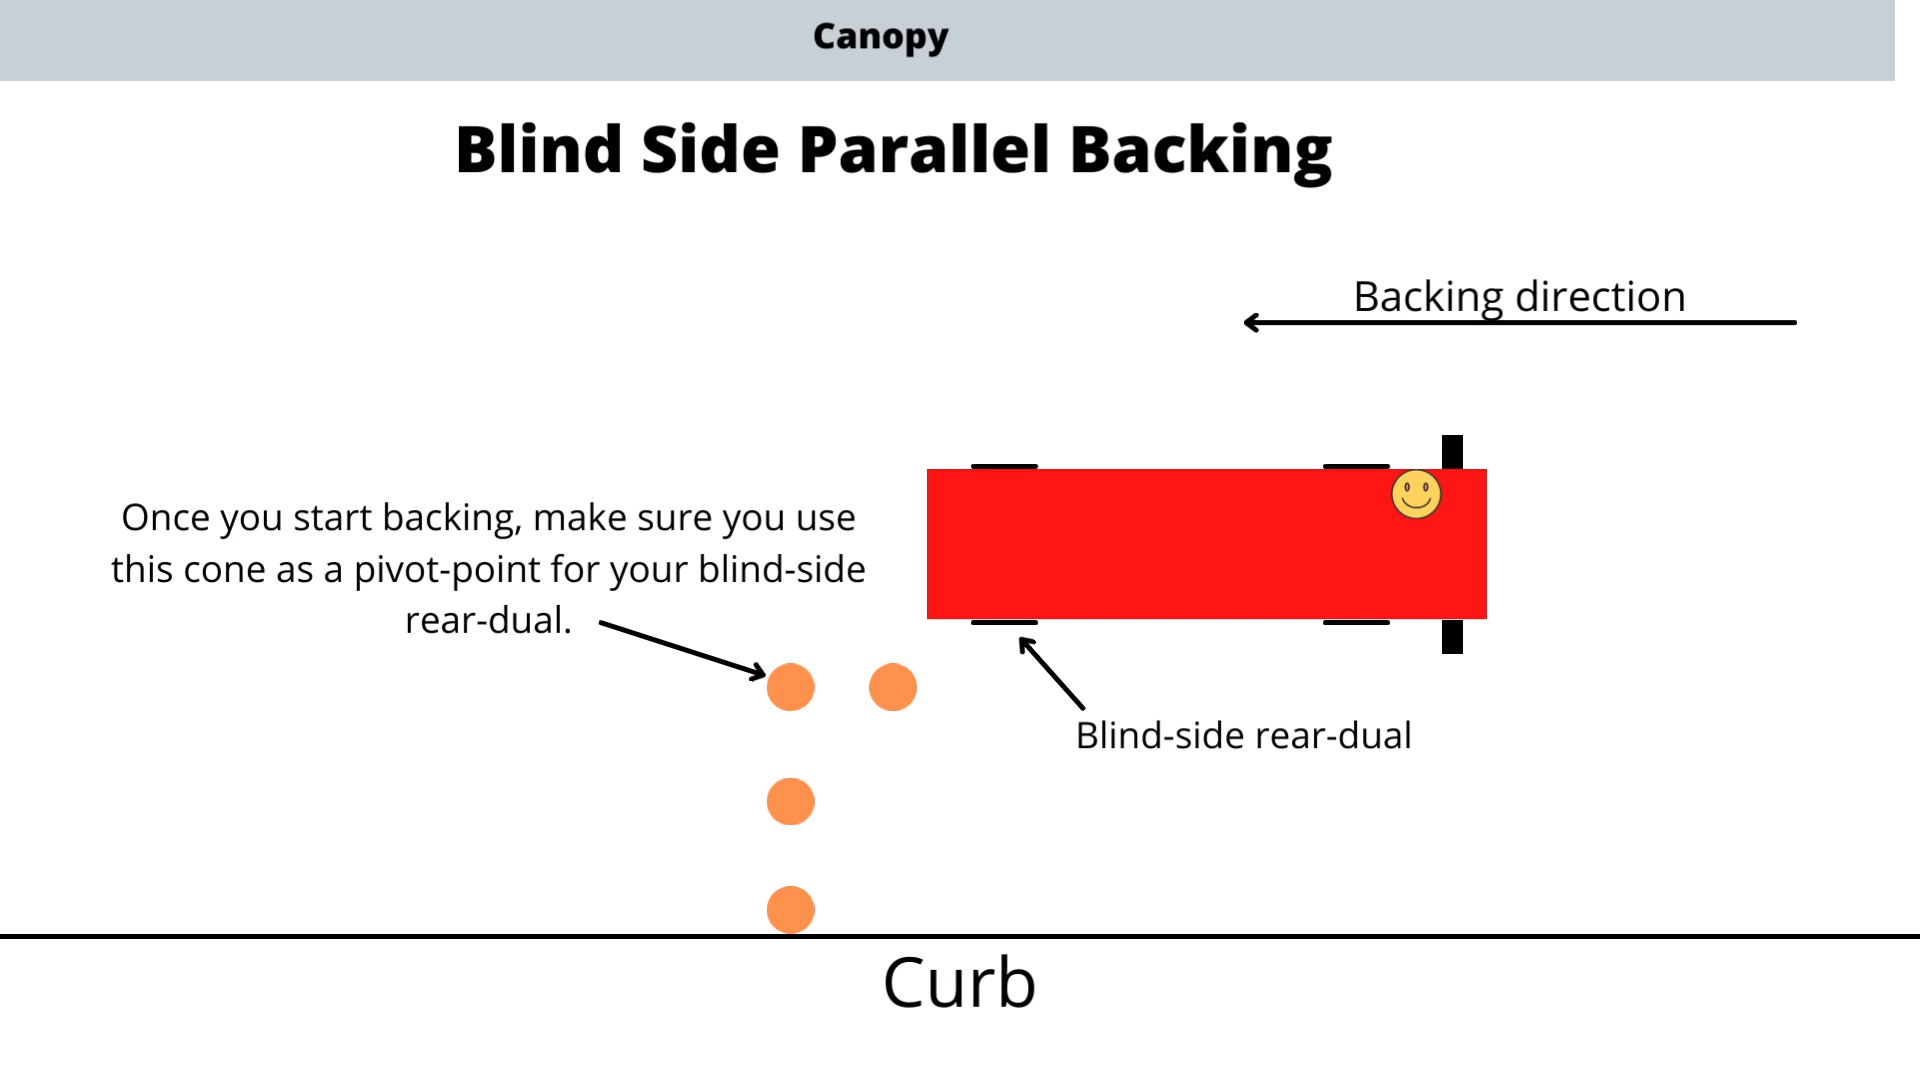 Canopy
Blind Side Parallel Backing
Backing direction
Once you start backing, make sure you use
this cone as a pivot-point for your blind-side
rear-dual.
Blind-side rear-dual
Curb